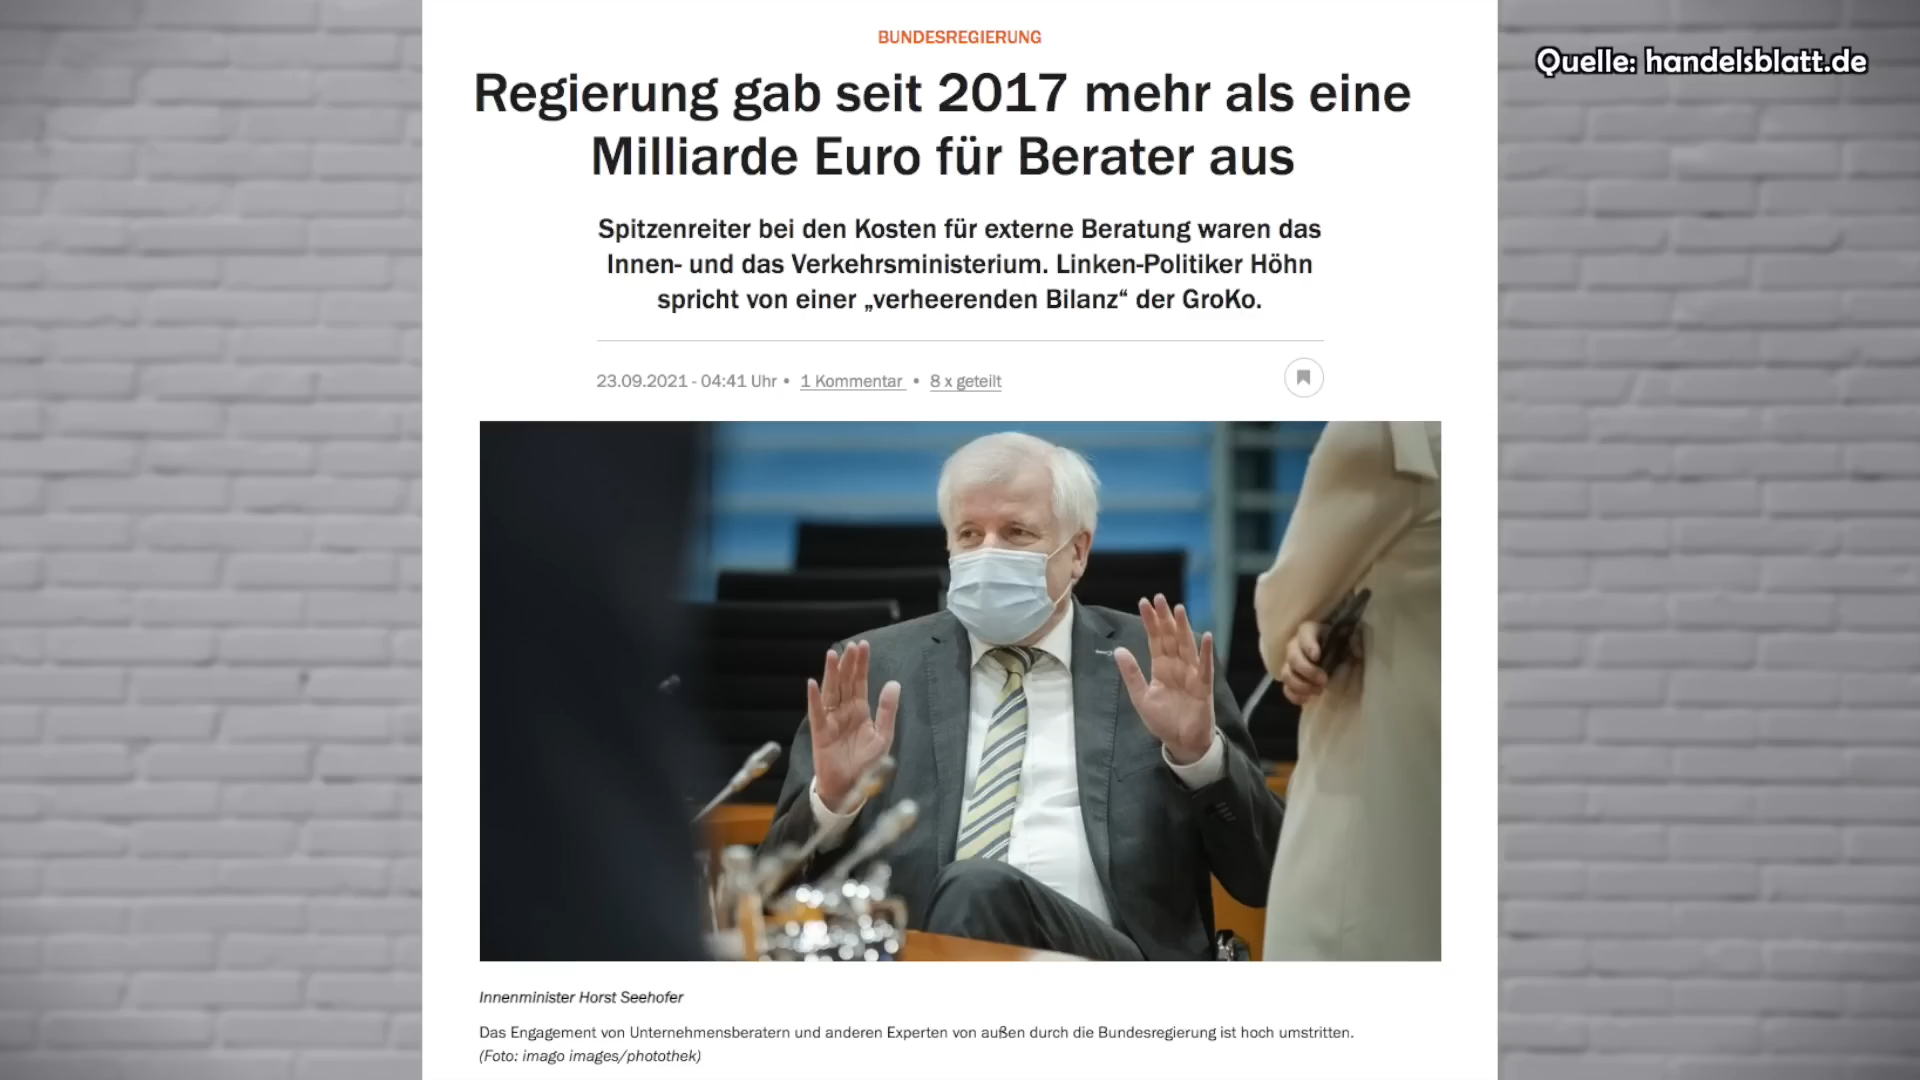 BUNDESREGIERUNG
Quelle: handelsblatt.de
Regierung gab seit 2017 mehr als eine
Milliarde Euro für Berater aus
Spitzenreiter bei den Kosten für externe Beratung waren das
Innen- und das Verkehrsministerium. Linken-Politiker Höhn
spricht von einer „verheerenden Bilanz“ der GroKo.
23.09.2021 - 04:41 Uhr • 1 Kommentar • 8 x geteilt
Innenminister Horst Seehofer
Das Engagement von Unternehmensberatern und anderen Experten von außen durch die Bundesregierung ist hoch umstritten.
(Foto: imago images/photothek)